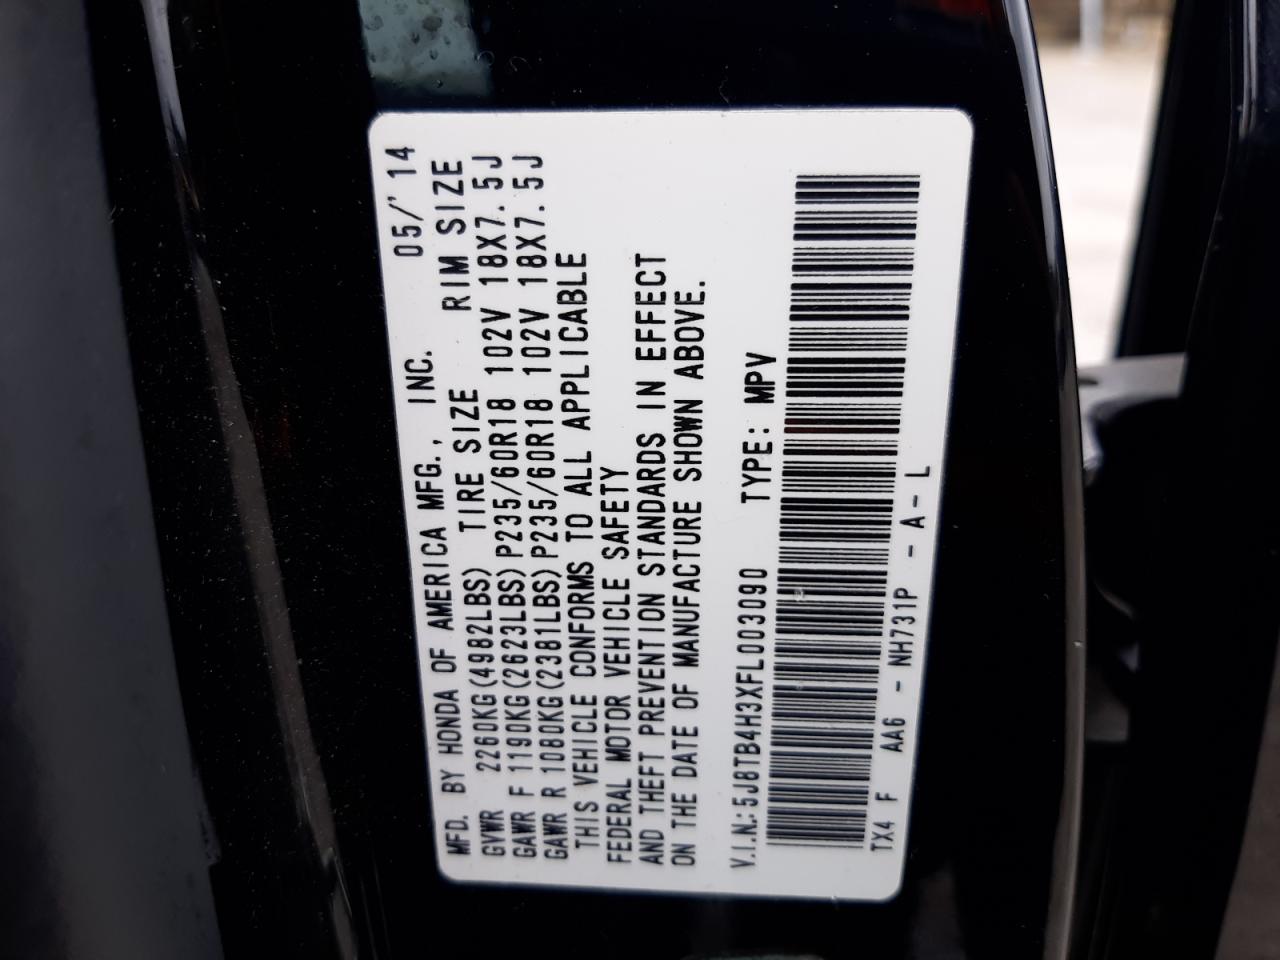 MFD. BY HONDA OF AMERICA MFG., INC. 05/'14
GVWR 2260KG(4982LBS) TIRE SIZE RIM SIZE
GAWR F 1190KG(2623LBS)P235/60R18 102V 18X7.5J
GAWR R 1080KG(2381LBS)P235/60R18 102V 18X7.5J
THIS VEHICLE CONFORMS TO ALL APPLICABLE
FEDERAL MOTOR VEHICLE SAFETY
AND THEFT PREVENTION STANDARDS IN EFFECT
ON THE DATE OF MANUFACTURE SHOWN ABOVE.
V.I.N.:5J8TB4H3XFL003090 TYPE: MPV
TX4 F AA6 - NH731P - A-L